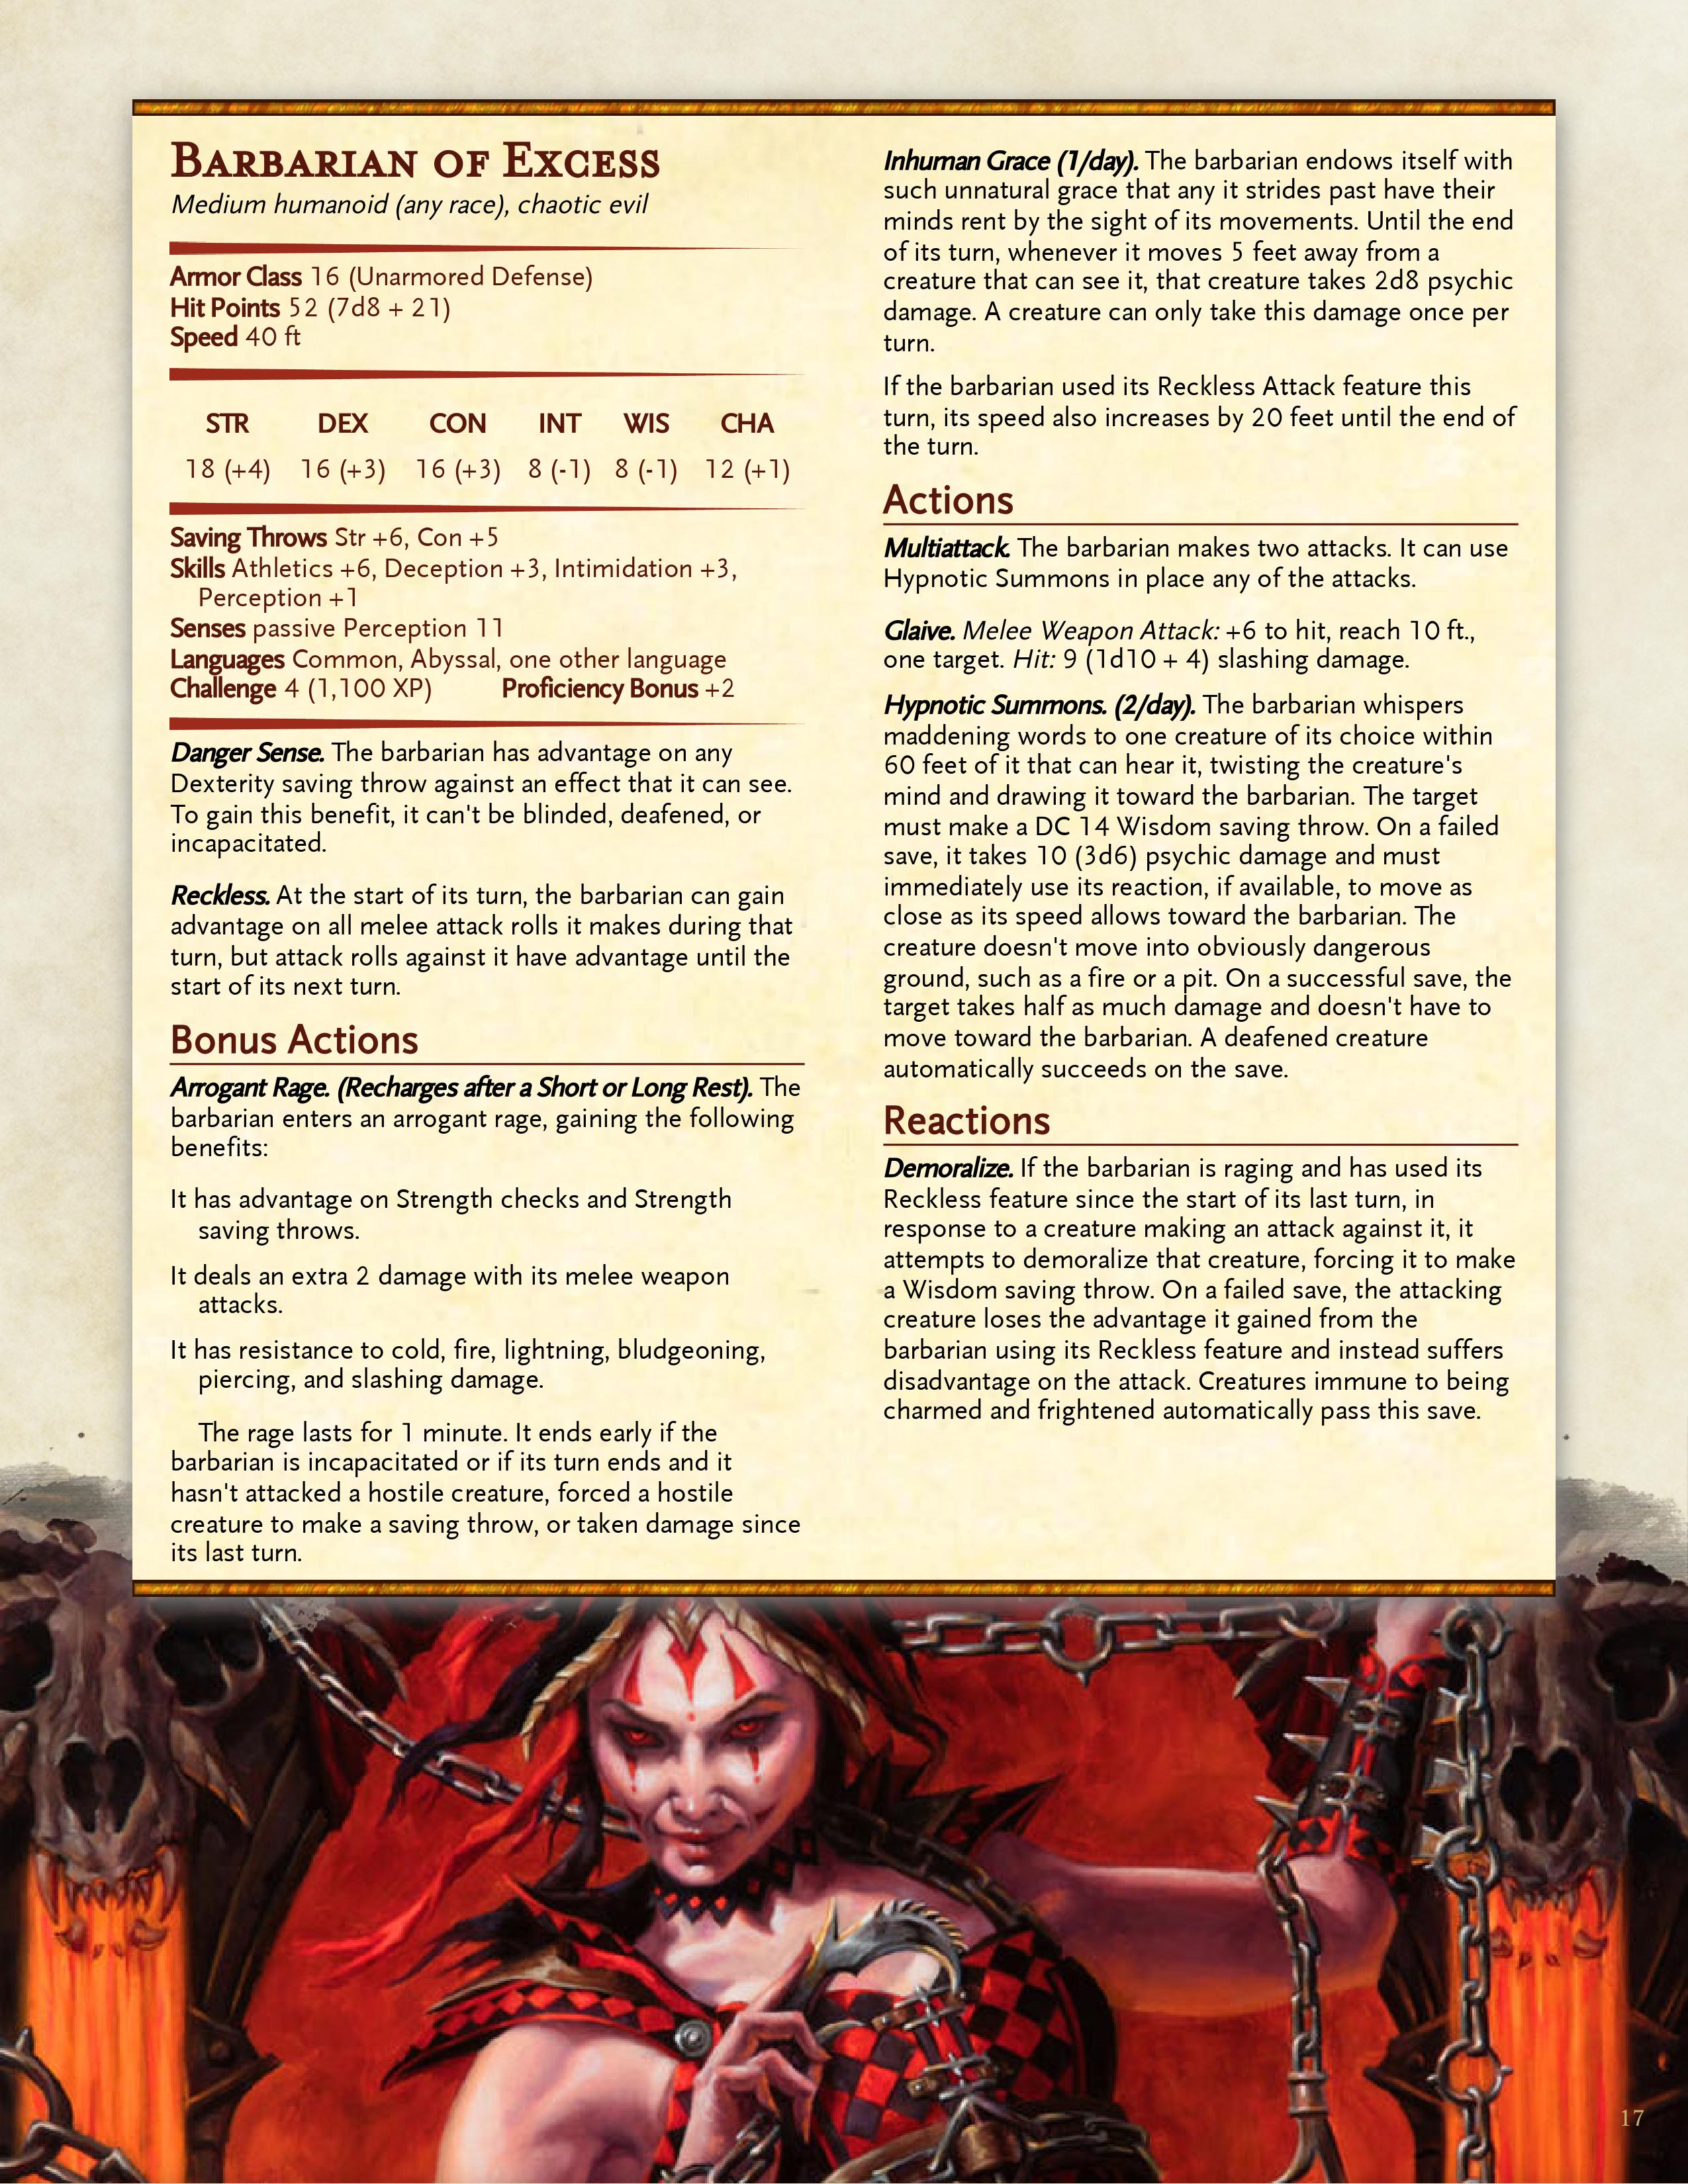 Barbarian of Excess
Medium humanoid (any race), chaotic evil
Armor Class 16 (Unarmored Defense)
Hit Points 52 (7d8 + 21)
Speed 40 ft
STR DEX CON INT WIS CHA
18 (+4) 16 (+3) 16 (+3) 8 (-1) 8 (-1) 12 (+1)
Saving Throws Str +6, Con +5
Skills Athletics +6, Deception +3, Intimidation +3,
Perception +1
Senses passive Perception 11
Languages Common, Abyssal, one other language
Challenge 4 (1,100 XP) Proficiency Bonus +2
Danger Sense. The barbarian has advantage on any
Dexterity saving throw against an effect that it can see.
To gain this benefit, it can't be blinded, deafened, or
incapacitated.
Reckless. At the start of its turn, the barbarian can gain
advantage on all melee attack rolls it makes during that
turn, but attack rolls against it have advantage until the
start of its next turn.
Bonus Actions
Arrogant Rage. (Recharges after a Short or Long Rest). The
barbarian enters an arrogant rage, gaining the following
benefits:
It has advantage on Strength checks and Strength
saving throws.
It deals an extra 2 damage with its melee weapon
attacks.
It has resistance to cold, fire, lightning, bludgeoning,
piercing, and slashing damage.
The rage lasts for 1 minute. It ends early if the
barbarian is incapacitated or if its turn ends and it
hasn't attacked a hostile creature, forced a hostile
creature to make a saving throw, or taken damage since
its last turn.
Inhuman Grace (1/day). The barbarian endows itself with
such unnatural grace that any it strides past have their
minds rent by the sight of its movements. Until the end
of its turn, whenever it moves 5 feet away from a
creature that can see it, that creature takes 2d8 psychic
damage. A creature can only take this damage once per
turn.
If the barbarian used its Reckless Attack feature this
turn, its speed also increases by 20 feet until the end of
the turn.
Actions
Multiattack. The barbarian makes two attacks. It can use
Hypnotic Summons in place any of the attacks.
Glaive. Melee Weapon Attack: +6 to hit, reach 10 ft.,
one target. Hit: 9 (1d10 + 4) slashing damage.
Hypnotic Summons. (2/day). The barbarian whispers
maddening words to one creature of its choice within
60 feet of it that can hear it, twisting the creature's
mind and drawing it toward the barbarian. The target
must make a DC 14 Wisdom saving throw. On a failed
save, it takes 10 (3d6) psychic damage and must
immediately use its reaction, if available, to move as
close as its speed allows toward the barbarian. The
creature doesn't move into obviously dangerous
ground, such as a fire or a pit. On a successful save, the
target takes half as much damage and doesn't have to
move toward the barbarian. A deafened creature
automatically succeeds on the save.
Reactions
Demoralize. If the barbarian is raging and has used its
Reckless feature since the start of its last turn, in
response to a creature making an attack against it, it
attempts to demoralize that creature, forcing it to make
a Wisdom saving throw. On a failed save, the attacking
creature loses the advantage it gained from the
barbarian using its Reckless feature and instead suffers
disadvantage on the attack. Creatures immune to being
charmed and frightened automatically pass this save.
17